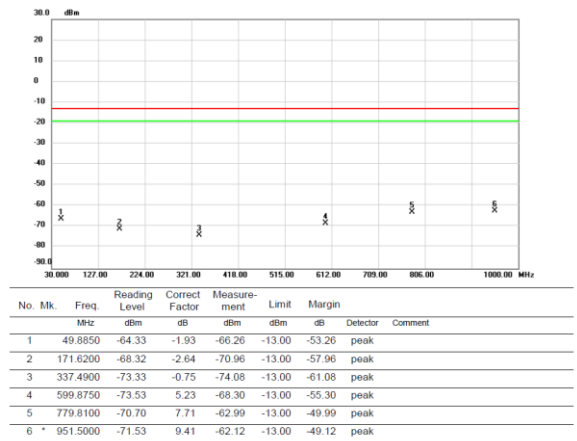 30.0 dBm
20
10
0
-10
-20
-30
-40
-50
-60
-70
-80
-90.0
1
2
3
4
5
6
30.000 127.00 224.00 321.00 418.00 515.00 612.00 709.00 806.00 1000.00 MHz
No. Mk. Freq. Reading Level Correct Factor Measure-ment Limit Margin
MHz dBm dB dBm dBm dB Detector Comment
1 49.8850 -64.33 -1.93 -66.26 -13.00 -53.26 peak
2 171.6200 -68.32 -2.64 -70.96 -13.00 -57.96 peak
3 337.4900 -73.33 -0.75 -74.08 -13.00 -61.08 peak
4 599.8750 -73.53 5.23 -68.30 -13.00 -55.30 peak
5 779.8100 -70.70 7.71 -62.99 -13.00 -49.99 peak
6 * 951.5000 -71.53 9.41 -62.12 -13.00 -49.12 peak